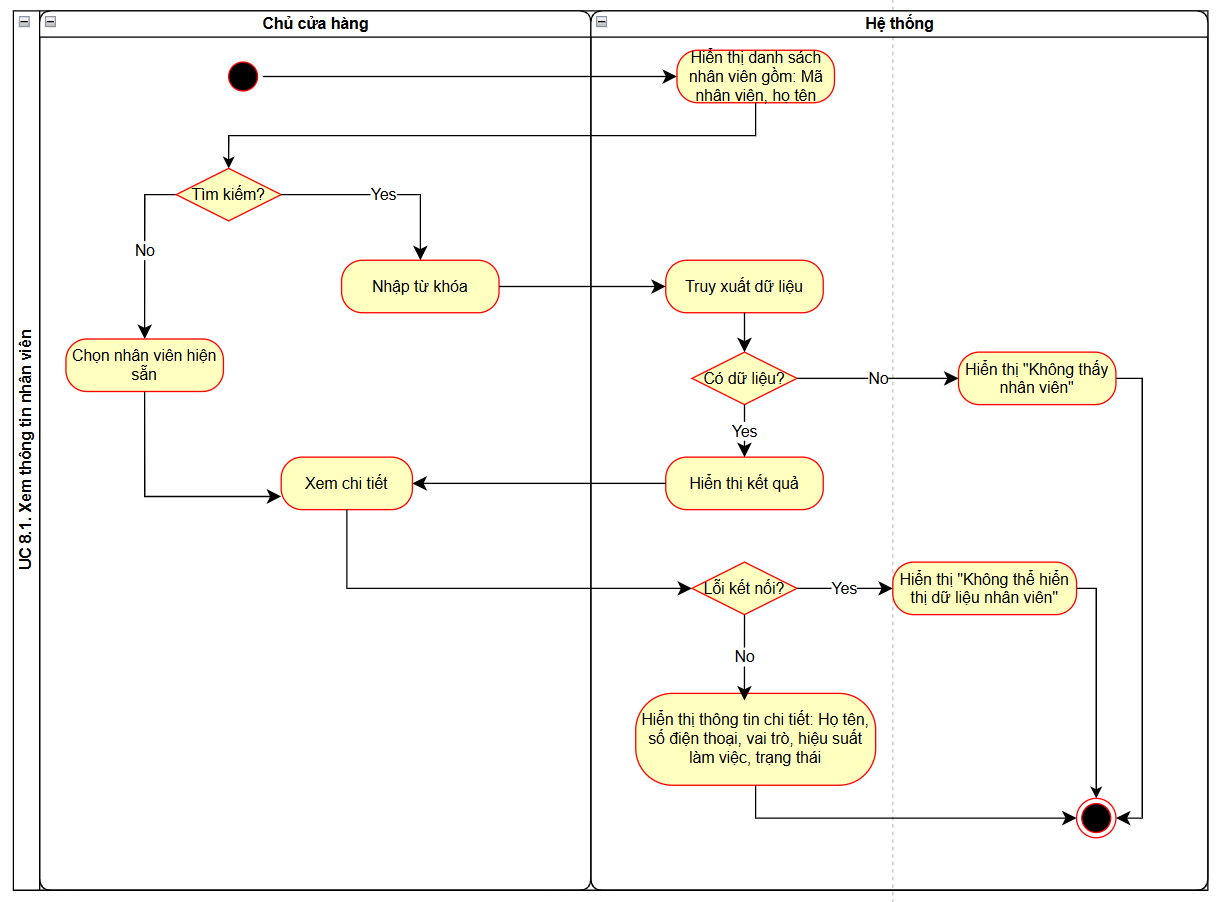 UC 8.1. Xem thông tin nhân viên
Chủ cửa hàng
Hệ thống
Hiển thị danh sách
nhân viên gồm: Mã
nhân viên, họ tên
Tìm kiếm?
Yes
No
Nhập từ khóa
Truy xuất dữ liệu
Chọn nhân viên hiện
sẵn
Có dữ liệu?
No
Hiển thị "Không thấy
nhân viên"
Yes
Xem chi tiết
Hiển thị kết quả
Lỗi kết nối?
Yes
Hiển thị "Không thể hiển
thị dữ liệu nhân viên"
No
Hiển thị thông tin chi tiết: Họ tên,
số điện thoại, vai trò, hiệu suất
làm việc, trạng thái